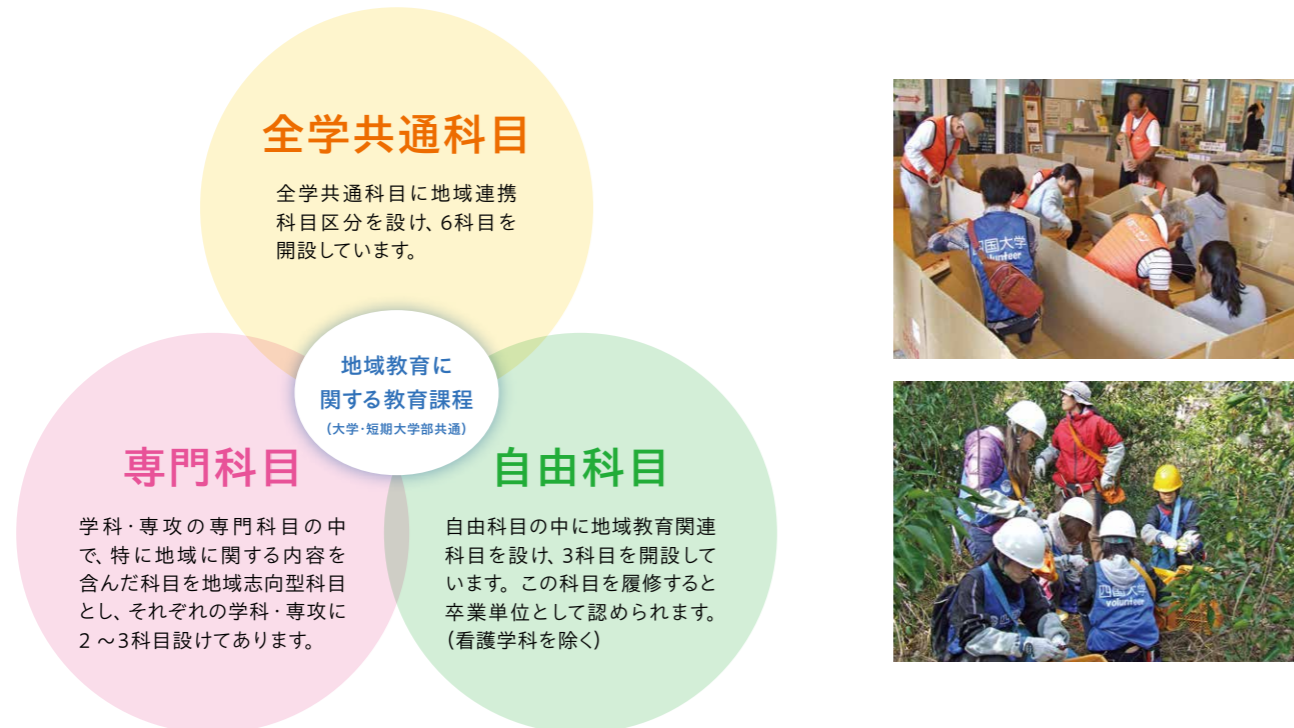 全学共通科目
全学共通科目に地域連携
科目区分を設け、6科目を
開設しています。
地域教育に
関する教育課程
(大学・短期大学部共通)
専門科目
学科・専攻の専門科目の中
で、特に地域に関する内容を
含んだ科目を地域志向型科目
とし、それぞれの学科・専攻に
2～3科目設けてあります。
自由科目
自由科目の中に地域教育関連
科目を設け、3科目を開設して
います。この科目を履修すると
卒業単位として認められます。
(看護学科を除く)
四国大学
volunteer
四国大学
volunteer